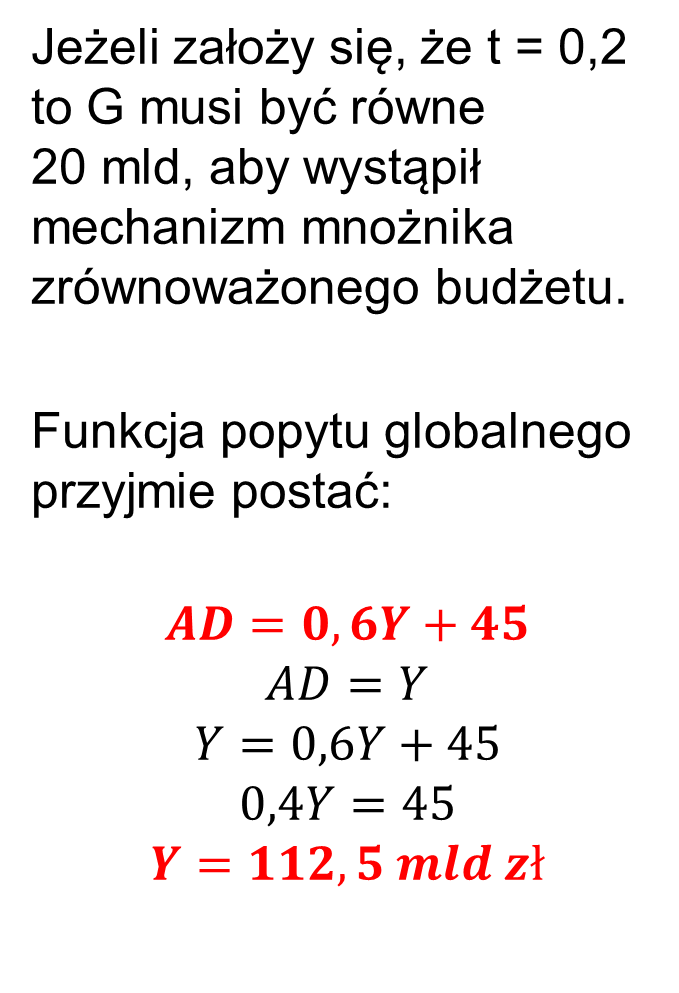 Jeżeli założy się, że t = 0,2
to G musi być równe
20 mld, aby wystąpił
mechanizm mnożnika
zrównoważonego budżetu.
Funkcja popytu globalnego
przyjmie postać:
AD = 0,6Y + 45
AD = Y
Y = 0,6Y + 45
0,4Y = 45
Y = 112,5 mld zł